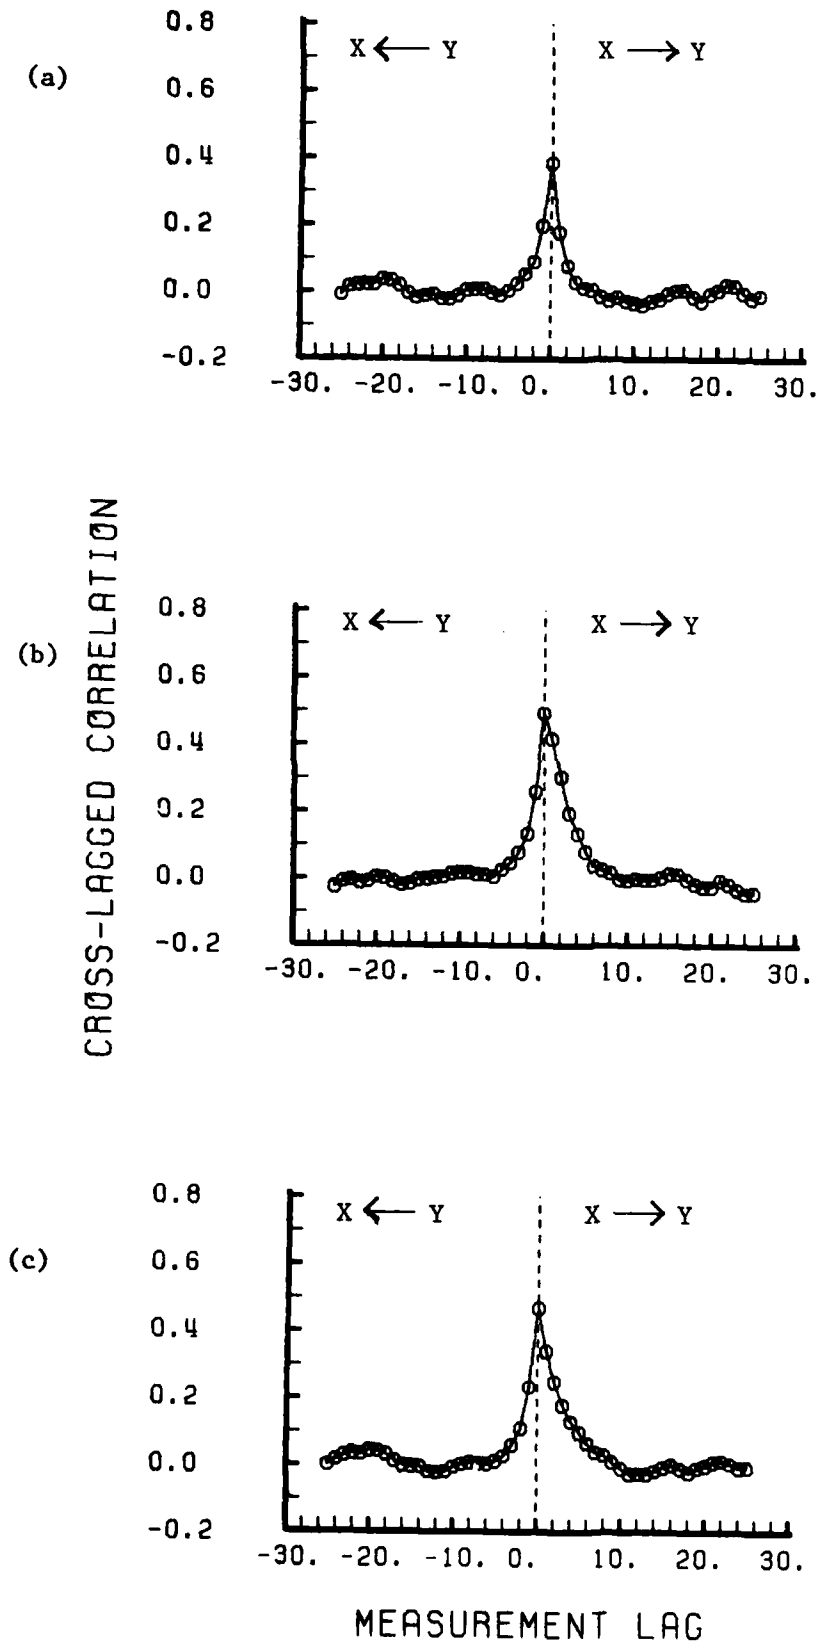 (a)
X ← Y X → Y
0.8
0.6
0.4
0.2
0.0
-0.2
-30. -20. -10. 0. 10. 20. 30.
CROSS-LAGGED CORRELATION
(b)
X ← Y X → Y
0.8
0.6
0.4
0.2
0.0
-0.2
-30. -20. -10. 0. 10. 20. 30.
(c)
X ← Y X → Y
0.8
0.6
0.4
0.2
0.0
-0.2
-30. -20. -10. 0. 10. 20. 30.
MEASUREMENT LAG